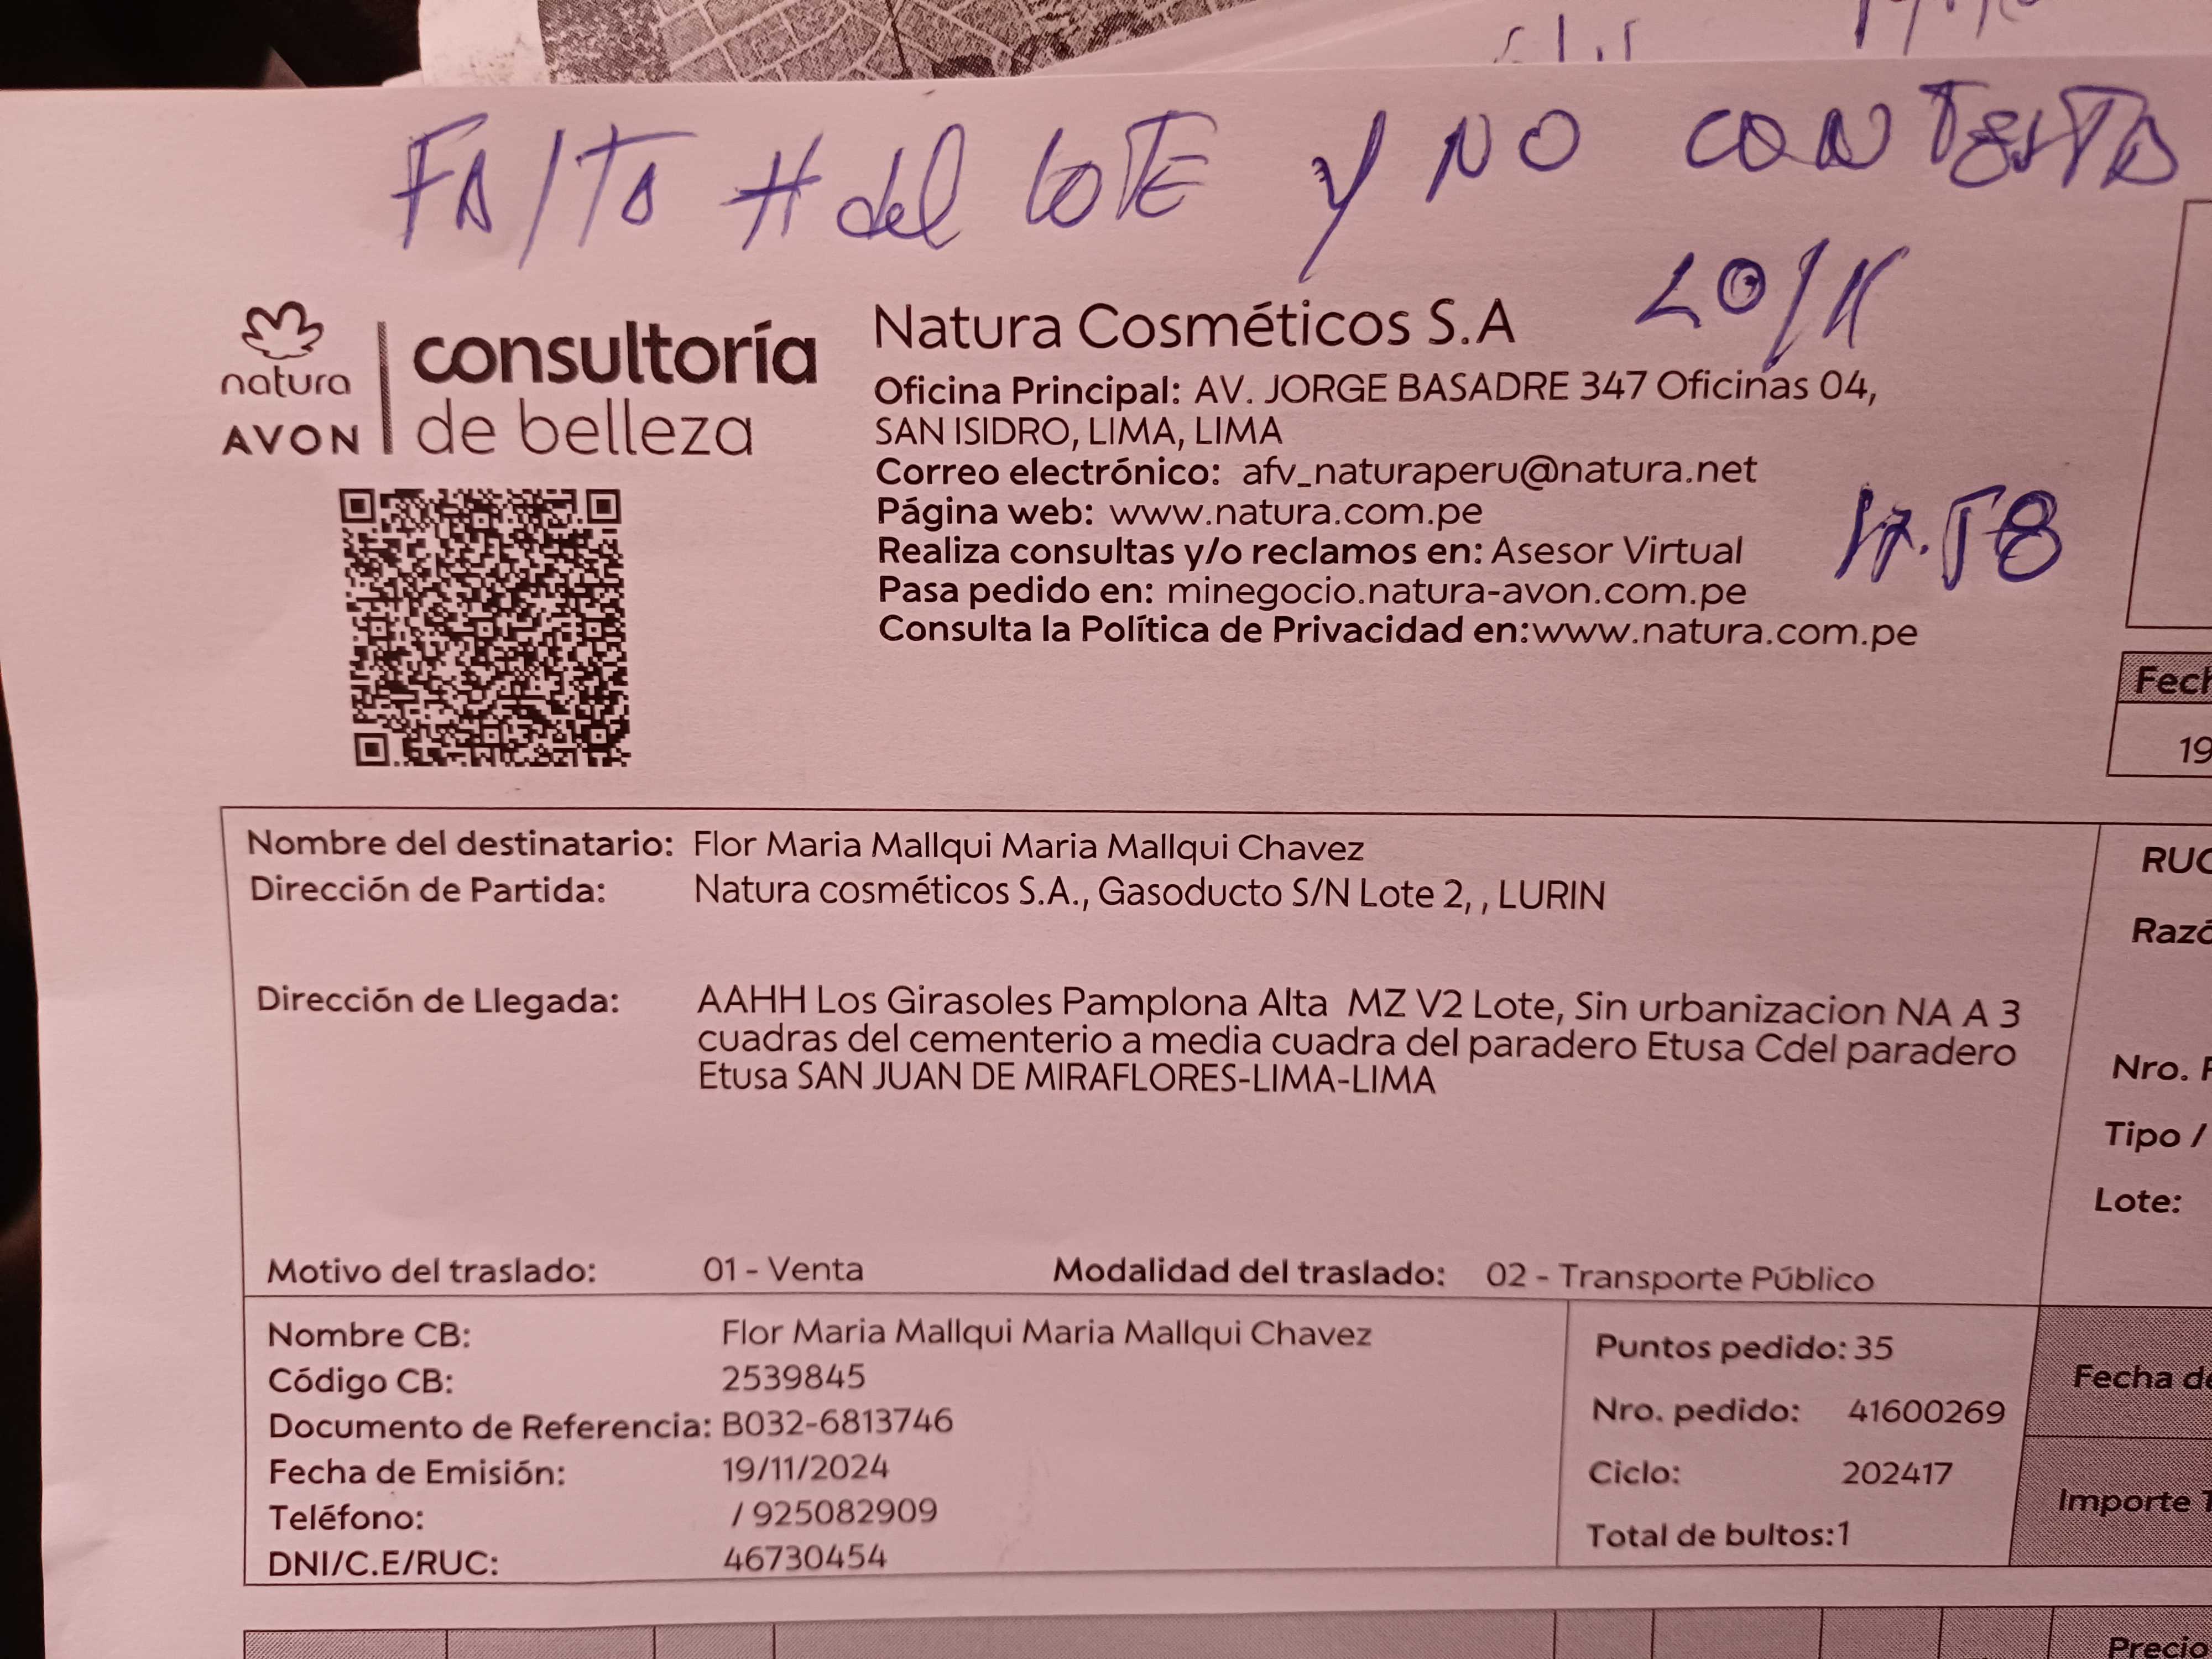 FAlTA # del LOTE Y NO CONTESTA
20/11
17.58
natura
AVON
consultoría
de belleza
Natura Cosméticos S.A
Oficina Principal: AV. JORGE BASADRE 347 Oficinas 04,
SAN ISIDRO, LIMA, LIMA
Correo electrónico: afv_naturaperu@natura.net
Página web: www.natura.com.pe
Realiza consultas y/o reclamos en: Asesor Virtual
Pasa pedido en: minegocio.natura-avon.com.pe
Consulta la Política de Privacidad en:www.natura.com.pe
Fech
19
Nombre del destinatario: Flor Maria Mallqui Maria Mallqui Chavez
Dirección de Partida: Natura cosméticos S.A., Gasoducto S/N Lote 2, , LURIN
Dirección de Llegada: AAHH Los Girasoles Pamplona Alta MZ V2 Lote, Sin urbanizacion NA A 3
cuadras del cementerio a media cuadra del paradero Etusa Cdel paradero
Etusa SAN JUAN DE MIRAFLORES-LIMA-LIMA
Motivo del traslado: 01 - Venta Modalidad del traslado: 02 - Transporte Público
RUC
Razó
Nro. P
Tipo /
Lote:
Nombre CB: Flor Maria Mallqui Maria Mallqui Chavez
Código CB: 2539845
Documento de Referencia: B032-6813746
Fecha de Emisión: 19/11/2024
Teléfono: / 925082909
DNI/C.E/RUC: 46730454
Puntos pedido: 35
Nro. pedido: 41600269
Ciclo: 202417
Total de bultos:1
Fecha de
Importe T
Precio